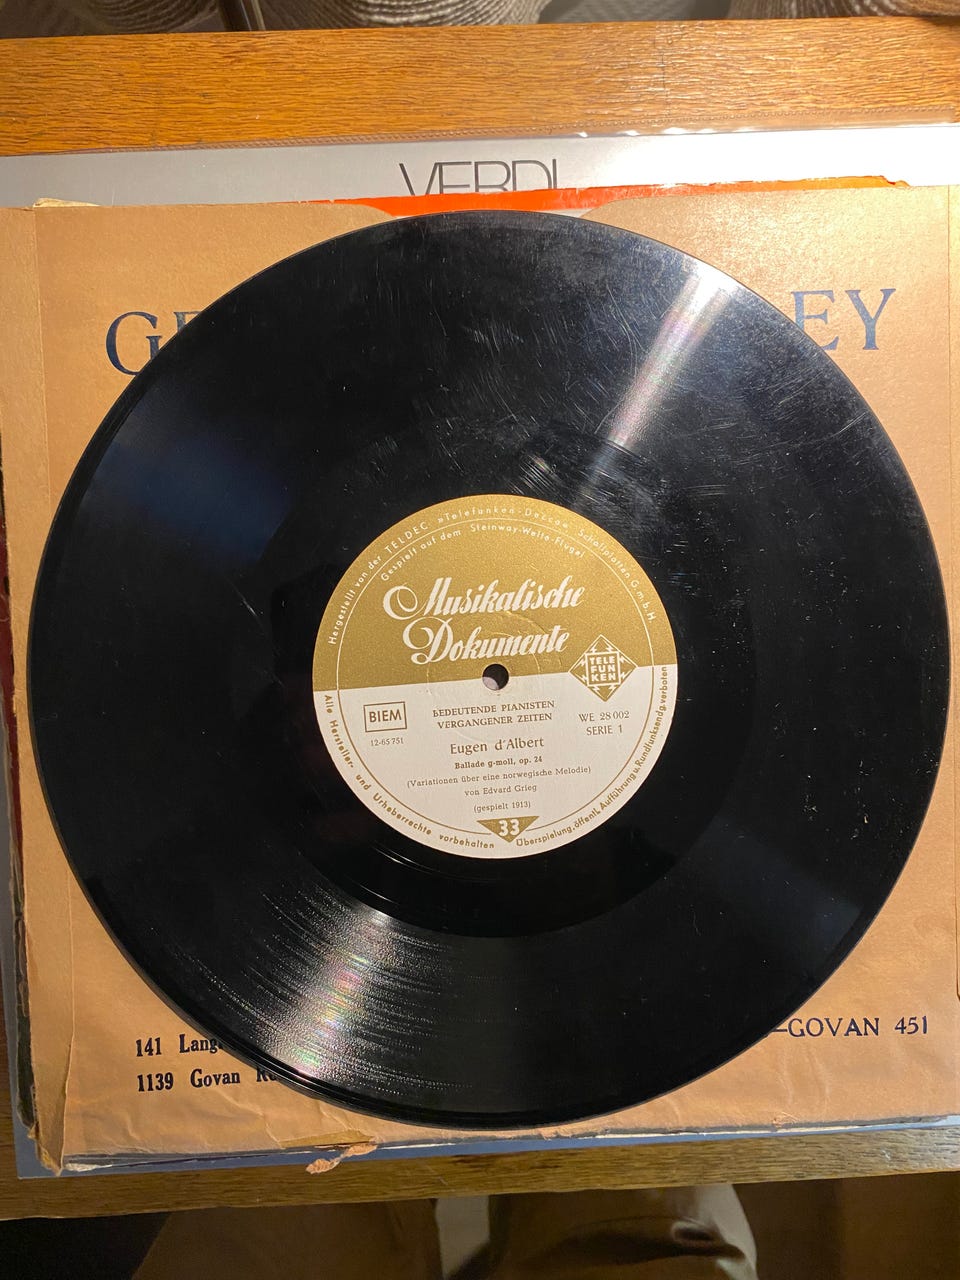 VERDI
G
EY
Hergestellt von der TELDEC »Telefunken-Decca« Schallplatten-G.m.b.H.
Gespielt auf dem Steinway-Welte-Flügel
Musikalische
Dokumente
TELE
FUN
KEN
BIEM
12-65751
BEDEUTENDE PIANISTEN
VERGANGENER ZEITEN
WE 28 002
SERIE 1
Eugen d'Albert
Ballade g-moll, op. 24
(Variationen über eine norwegische Melodie)
von Edvard Grieg
(gespielt 1913)
33
Alle Hersteller- und Urheberrechte vorbehalten
Überspielung, öffentl. Aufführung u. Rundfunksendg. verboten
—GOVAN 451
141 Lang
1139 Govan